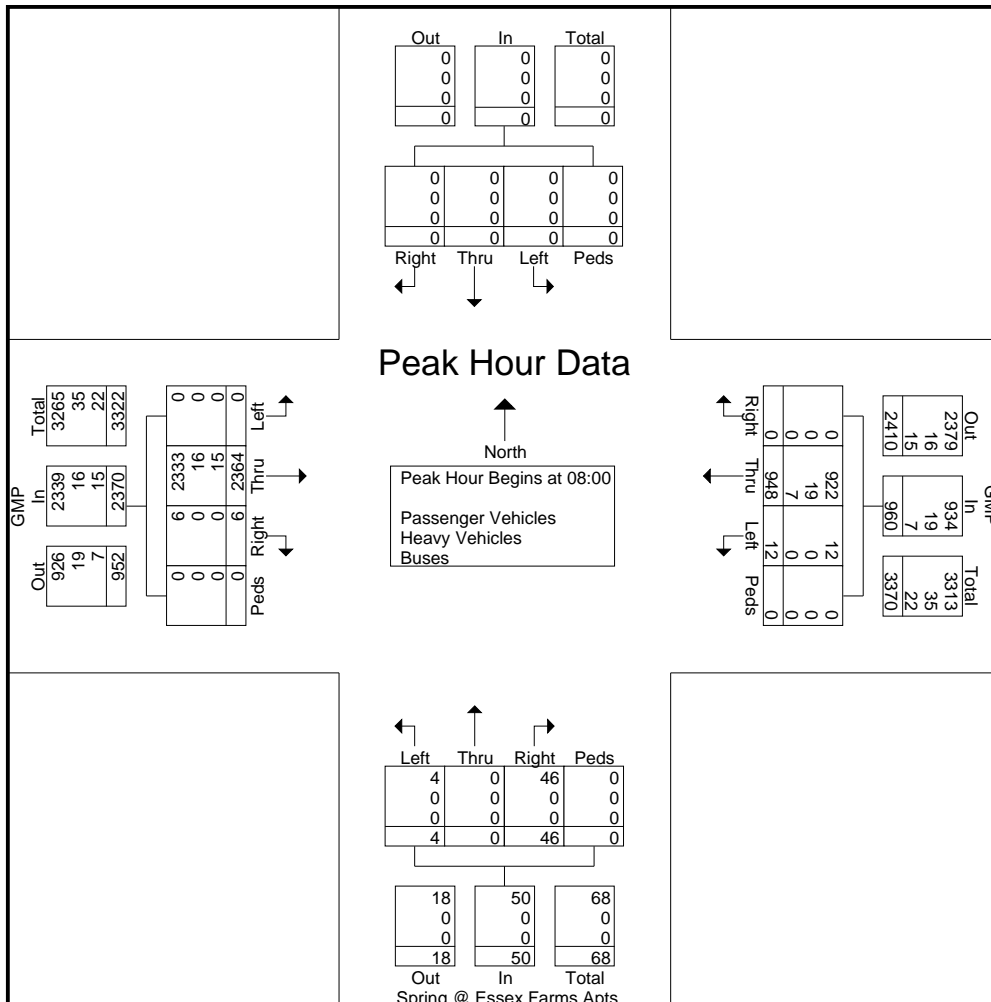 Out In Total
0 0 0
0 0 0
0 0 0
0 0 0
0 0 0 0
0 0 0 0
0 0 0 0
0 0 0 0
Right Thru Left Peds
Peak Hour Data
North
Peak Hour Begins at 08:00
Passenger Vehicles
Heavy Vehicles
Buses
GMP
Out In Total
926 2339 3265
19 16 35
7 15 22
952 2370 3322
Peds Right Thru Left
0 6 2333 0
0 0 16 0
0 0 15 0
0 6 2364 0
GMP
Out In Total
2379 934 3313
16 19 35
15 7 22
2410 960 3370
Right Thru Left Peds
0 922 12 0
0 19 0 0
0 7 0 0
0 948 12 0
Left Thru Right Peds
4 0 46 0
0 0 0 0
0 0 0 0
4 0 46 0
18 50 68
0 0 0
0 0 0
18 50 68
Out In Total
Spring @ Essex Farms Apts